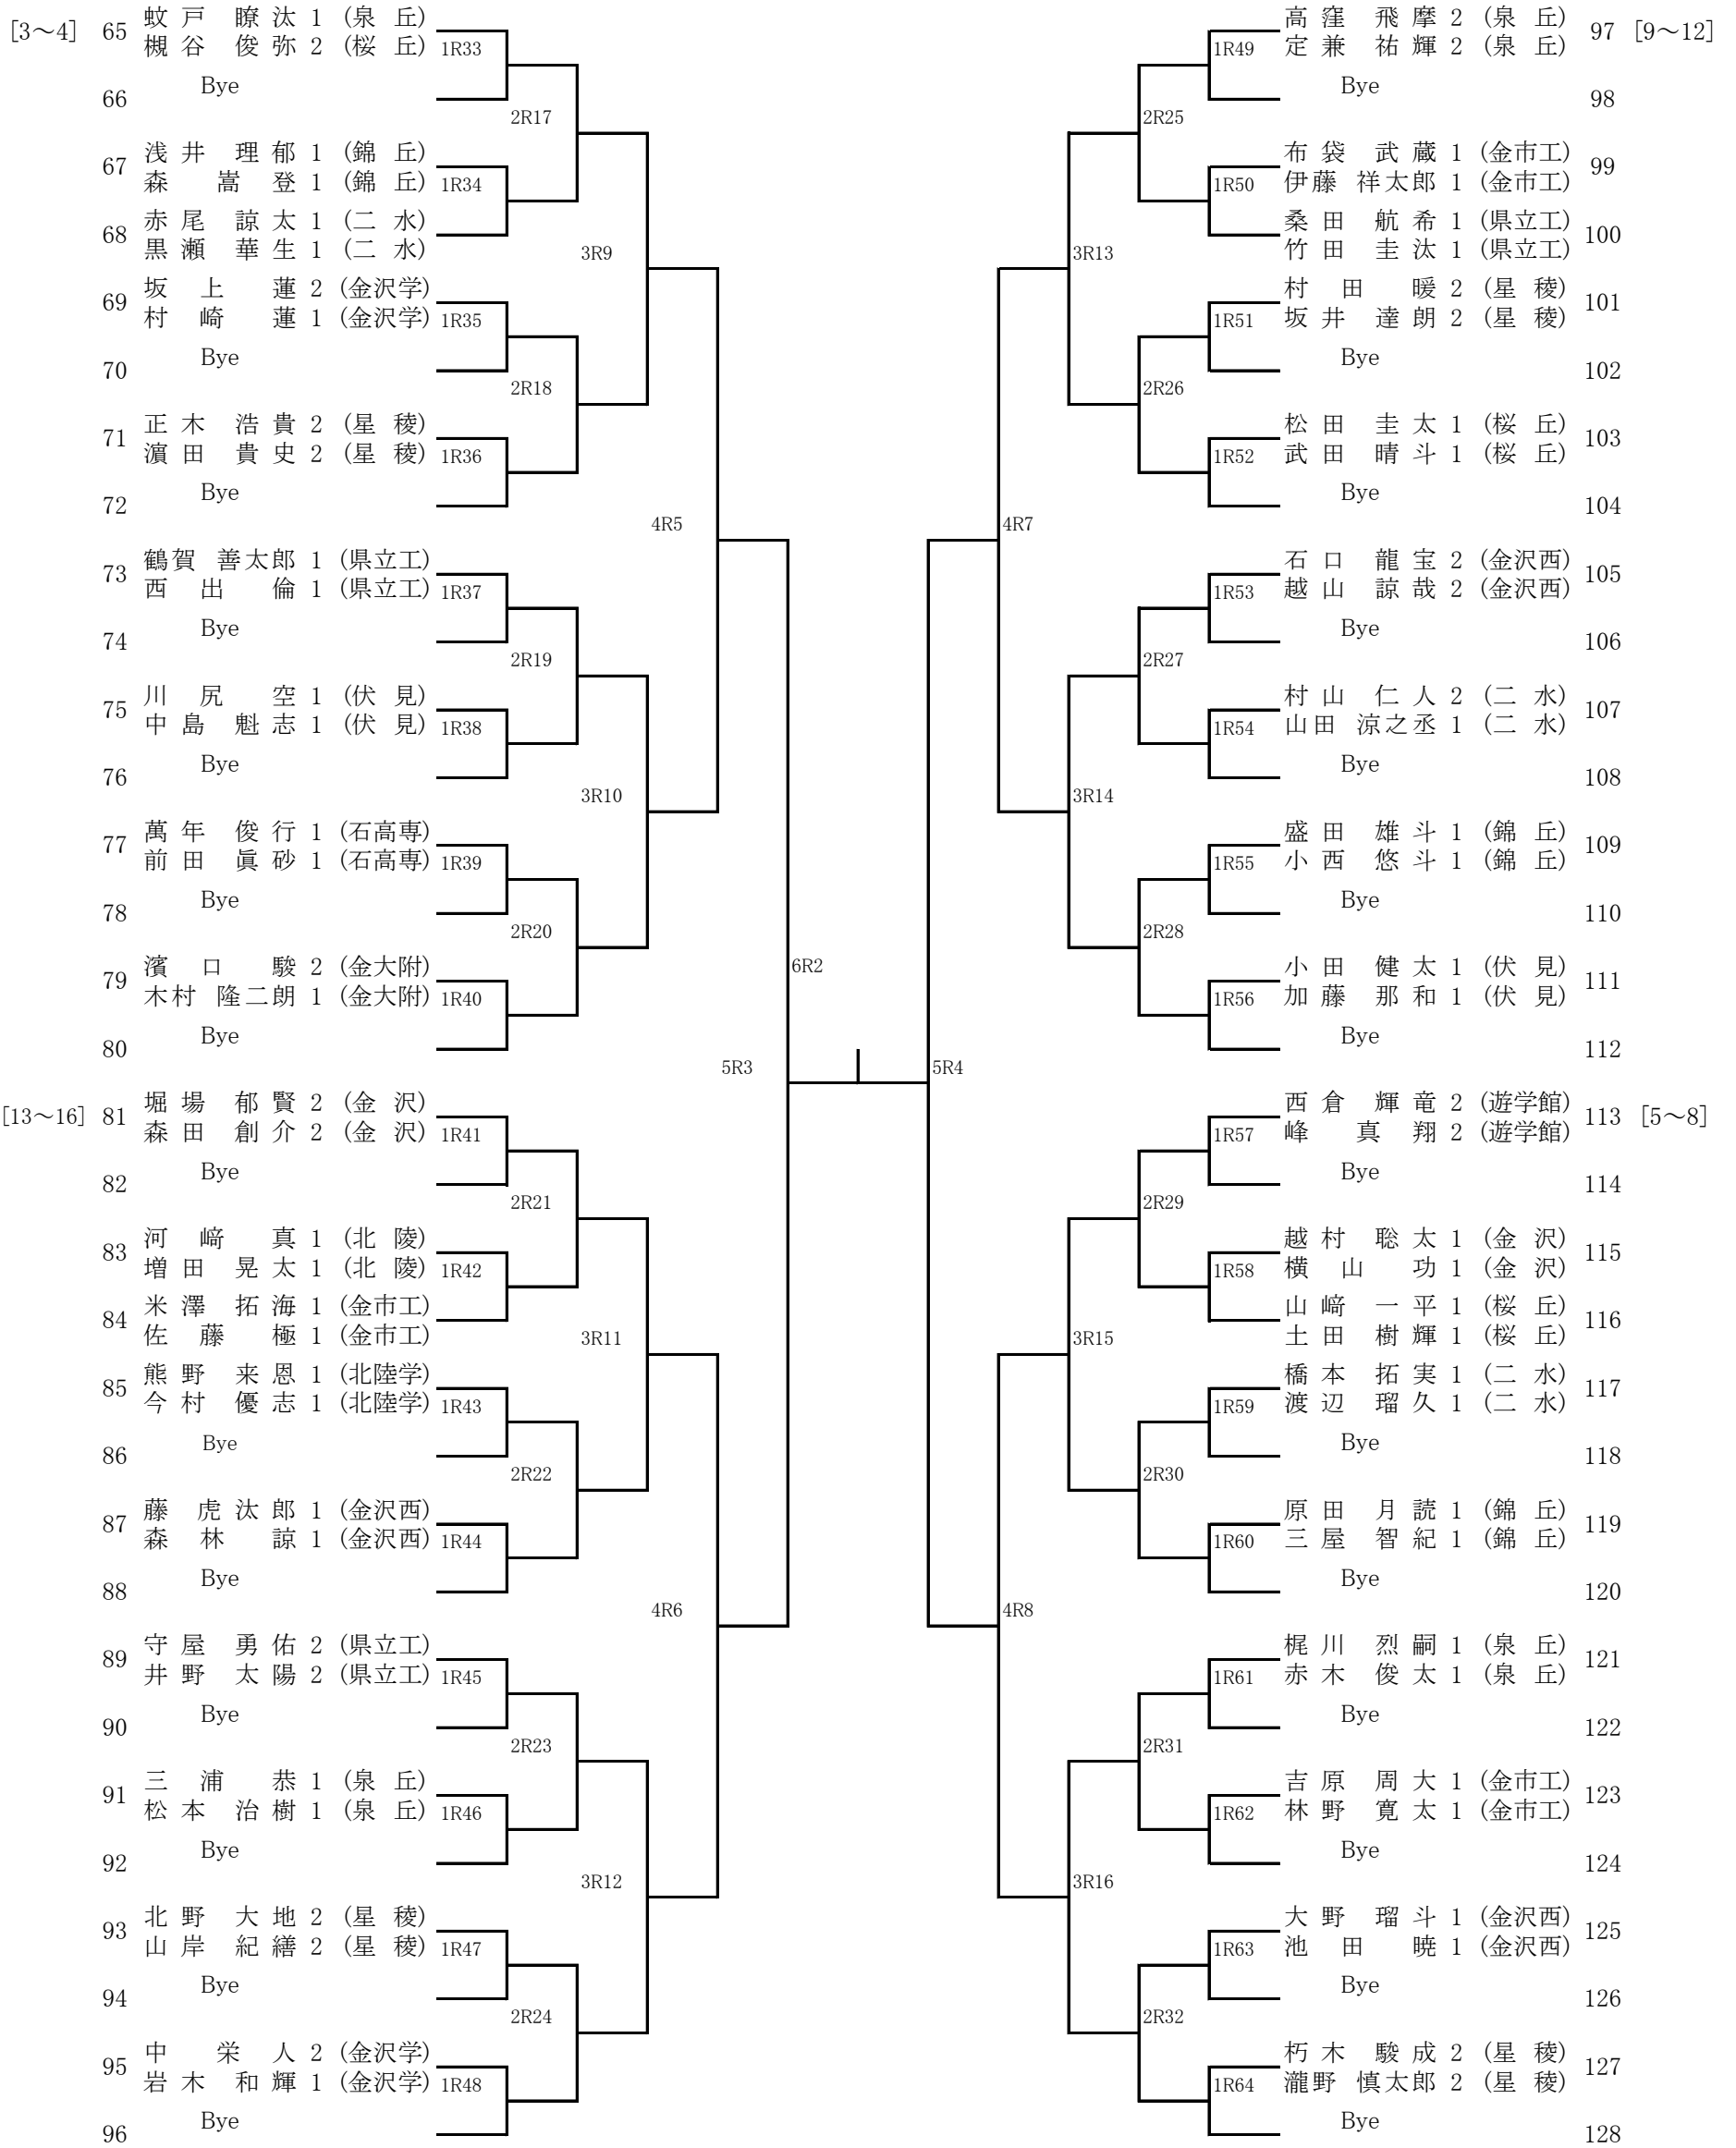 [3～4] 65 蚊戸 瞭汰 1 (泉 丘)
槻谷 俊弥 2 (桜 丘) 1R33
Bye
66
2R17
67 浅井 理郁 1 (錦 丘)
森 嵩登 1 (錦 丘) 1R34
68 赤尾 諒太 1 (二 水)
黒瀬 華生 1 (二 水)
3R9
69 坂上 蓮 2 (金沢学)
村崎 蓮 1 (金沢学) 1R35
Bye
70
2R18
71 正木 浩貴 2 (星 稜)
濵田 貴史 2 (星 稜) 1R36
Bye
72
4R5
73 鶴賀 善太郎 1 (県立工)
西出 倫 1 (県立工) 1R37
Bye
74
2R19
75 川尻 空 1 (伏 見)
中島 魁志 1 (伏 見) 1R38
Bye
76
3R10
77 萬年 俊行 1 (石高専)
前田 眞砂 1 (石高専) 1R39
Bye
78
2R20
79 濱口 駿 2 (金大附)
木村 隆二朗 1 (金大附) 1R40
Bye
80
6R2
5R3
[13～16] 81 堀場 郁賢 2 (金 沢)
森田 創介 2 (金 沢) 1R41
Bye
82
2R21
83 河﨑 真 1 (北 陵)
増田 晃太 1 (北 陵) 1R42
84 米澤 拓海 1 (金市工)
佐藤 極 1 (金市工)
3R11
85 熊野 来恩 1 (北陸学)
今村 優志 1 (北陸学) 1R43
Bye
86
2R22
87 藤 虎汰郎 1 (金沢西)
森林 諒 1 (金沢西) 1R44
Bye
88
4R6
89 守屋 勇佑 2 (県立工)
井野 太陽 2 (県立工) 1R45
Bye
90
2R23
91 三浦 恭 1 (泉 丘)
松本 治樹 1 (泉 丘) 1R46
Bye
92
3R12
93 北野 大地 2 (星 稜)
山岸 紀繕 2 (星 稜) 1R47
Bye
94
2R24
95 中 栄人 2 (金沢学)
岩木 和輝 1 (金沢学) 1R48
Bye
96
高窪 飛摩 2 (泉 丘) 97 [9～12]
1R49 定兼 祐輝 2 (泉 丘)
Bye
98
2R25
布袋 武蔵 1 (金市工) 99
1R50 伊藤 祥太郎 1 (金市工)
桑田 航希 1 (県立工) 100
竹田 圭汰 1 (県立工)
3R13
村田 暖 2 (星 稜) 101
1R51 坂井 達朗 2 (星 稜)
Bye
102
2R26
松田 圭太 1 (桜 丘) 103
1R52 武田 晴斗 1 (桜 丘)
Bye
104
4R7
石口 龍宝 2 (金沢西) 105
1R53 越山 諒哉 2 (金沢西)
Bye
106
2R27
村山 仁人 2 (二 水) 107
1R54 山田 涼之丞 1 (二 水)
Bye
108
3R14
盛田 雄斗 1 (錦 丘) 109
1R55 小西 悠斗 1 (錦 丘)
Bye
110
2R28
小田 健太 1 (伏 見) 111
1R56 加藤 那和 1 (伏 見)
Bye
112
5R4
西倉 輝竜 2 (遊学館) 113 [5～8]
1R57 峰 真翔 2 (遊学館)
Bye
114
2R29
越村 聡太 1 (金 沢) 115
1R58 横山 功 1 (金 沢)
山﨑 一平 1 (桜 丘) 116
土田 樹輝 1 (桜 丘)
3R15
橋本 拓実 1 (二 水) 117
1R59 渡辺 瑠久 1 (二 水)
Bye
118
2R30
原田 月読 1 (錦 丘) 119
1R60 三屋 智紀 1 (錦 丘)
Bye
120
4R8
梶川 烈嗣 1 (泉 丘) 121
1R61 赤木 俊太 1 (泉 丘)
Bye
122
2R31
吉原 周大 1 (金市工) 123
1R62 林野 寛太 1 (金市工)
Bye
124
3R16
大野 瑠斗 1 (金沢西) 125
1R63 池田 暁 1 (金沢西)
Bye
126
2R32
朽木 駿成 2 (星 稜) 127
1R64 瀧野 慎太郎 2 (星 稜)
Bye
128